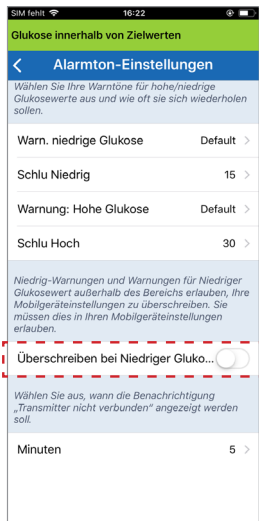 SIM fehlt 16:22
Glukose innerhalb von Zielwerten
Alarmton-Einstellungen
Wählen Sie Ihre Warntöne für hohe/niedrige
Glukosewerte aus und wie oft sie sich wiederholen
sollen.
Warn. niedrige Glukose Default
Schlu Niedrig 15
Warnung: Hohe Glukose Default
Schlu Hoch 30
Niedrig-Warnungen und Warnungen für Niedriger
Glukosewert außerhalb des Bereichs erlauben, Ihre
Mobilgeräteinstellungen zu überschreiben. Sie
müssen dies in Ihren Mobilgeräteinstellungen
erlauben.
Überschreiben bei Niedriger Gluko...
Wählen Sie aus, wann die Benachrichtigung
„Transmitter nicht verbunden" angezeigt werden
soll.
Minuten 5